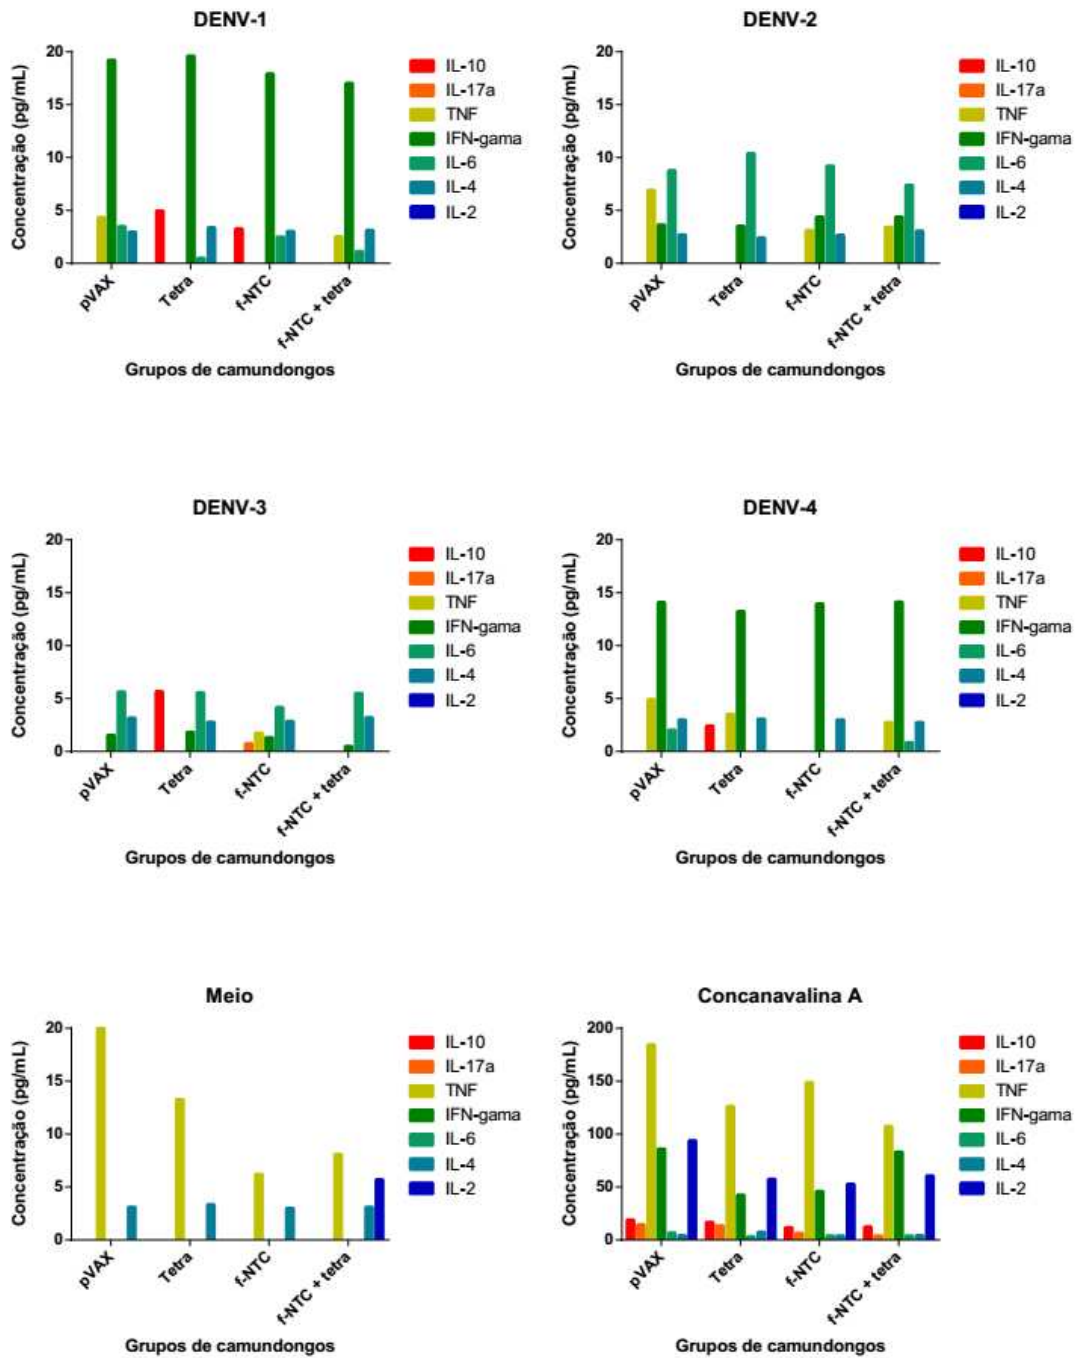 DENV-1
Concentração (pg/mL)
20
15
10
5
0
pVAX
Tetra
f-NTC
f-NTC + tetra
Grupos de camundongos
IL-10
IL-17a
TNF
IFN-gama
IL-6
IL-4
IL-2
DENV-2
Concentração (pg/mL)
20
15
10
5
0
pVAX
Tetra
f-NTC
f-NTC + tetra
Grupos de camundongos
IL-10
IL-17a
TNF
IFN-gama
IL-6
IL-4
IL-2
DENV-3
Concentração (pg/mL)
20
15
10
5
0
pVAX
Tetra
f-NTC
f-NTC + tetra
Grupos de camundongos
IL-10
IL-17a
TNF
IFN-gama
IL-6
IL-4
IL-2
DENV-4
Concentração (pg/mL)
20
15
10
5
0
pVAX
Tetra
f-NTC
f-NTC + tetra
Grupos de camundongos
IL-10
IL-17a
TNF
IFN-gama
IL-6
IL-4
IL-2
Meio
Concentração (pg/mL)
20
15
10
5
0
pVAX
Tetra
f-NTC
f-NTC + tetra
Grupos de camundongos
IL-10
IL-17a
TNF
IFN-gama
IL-6
IL-4
IL-2
Concanavalina A
Concentração (pg/mL)
200
150
100
50
0
pVAX
Tetra
f-NTC
f-NTC + tetra
Grupos de camundongos
IL-10
IL-17a
TNF
IFN-gama
IL-6
IL-4
IL-2